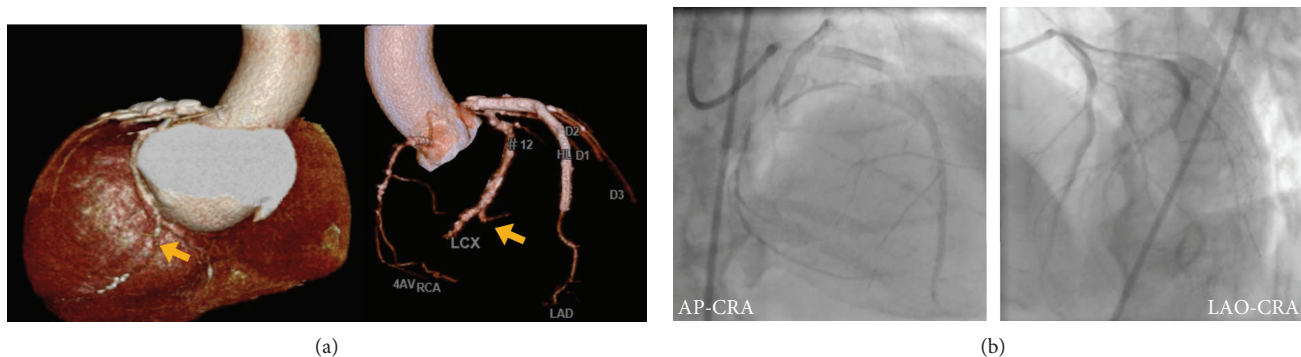 D2
# 12
HL D1
D3
LCX
4AV RCA
LAD
AP-CRA
LAO-CRA
(a)
(b)